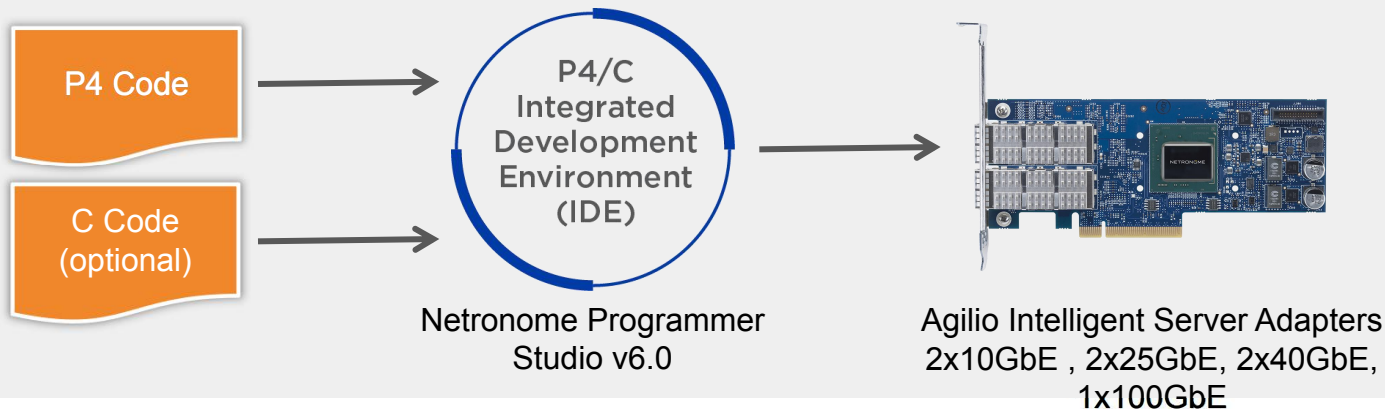 P4 Code
C Code
(optional)
P4/C
Integrated
Development
Environment
(IDE)
Netronome Programmer
Studio v6.0
NETRONOME
Agilio Intelligent Server Adapters
2x10GbE , 2x25GbE, 2x40GbE,
1x100GbE